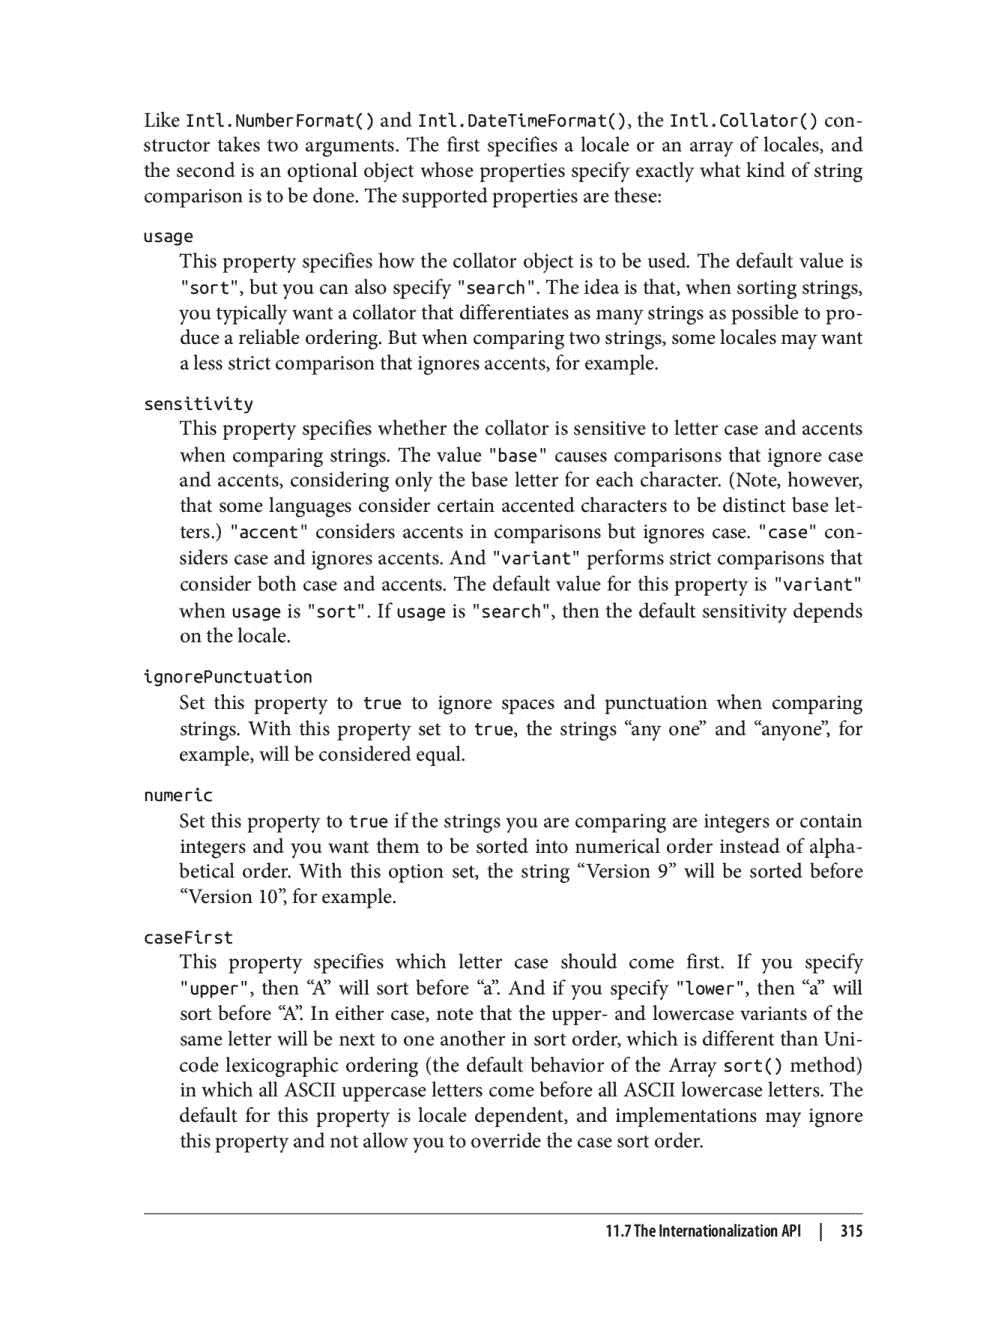 Like Intl.NumberFormat() and Intl.DateTimeFormat(), the Intl.Collator() con-
structor takes two arguments. The first specifies a locale or an array of locales, and
the second is an optional object whose properties specify exactly what kind of string
comparison is to be done. The supported properties are these:
usage
This property specifies how the collator object is to be used. The default value is
"sort", but you can also specify "search". The idea is that, when sorting strings,
you typically want a collator that differentiates as many strings as possible to pro-
duce a reliable ordering. But when comparing two strings, some locales may want
a less strict comparison that ignores accents, for example.
sensitivity
This property specifies whether the collator is sensitive to letter case and accents
when comparing strings. The value "base" causes comparisons that ignore case
and accents, considering only the base letter for each character. (Note, however,
that some languages consider certain accented characters to be distinct base let-
ters.) "accent" considers accents in comparisons but ignores case. "case" con-
siders case and ignores accents. And "variant" performs strict comparisons that
consider both case and accents. The default value for this property is "variant"
when usage is "sort". If usage is "search", then the default sensitivity depends
on the locale.
ignorePunctuation
Set this property to true to ignore spaces and punctuation when comparing
strings. With this property set to true, the strings “any one” and “anyone”, for
example, will be considered equal.
numeric
Set this property to true if the strings you are comparing are integers or contain
integers and you want them to be sorted into numerical order instead of alpha-
betical order. With this option set, the string “Version 9” will be sorted before
“Version 10”, for example.
caseFirst
This property specifies which letter case should come first. If you specify
"upper", then “A” will sort before “a”. And if you specify "lower", then “a” will
sort before “A”. In either case, note that the upper- and lowercase variants of the
same letter will be next to one another in sort order, which is different than Uni-
code lexicographic ordering (the default behavior of the Array sort() method)
in which all ASCII uppercase letters come before all ASCII lowercase letters. The
default for this property is locale dependent, and implementations may ignore
this property and not allow you to override the case sort order.
11.7 The Internationalization API | 315